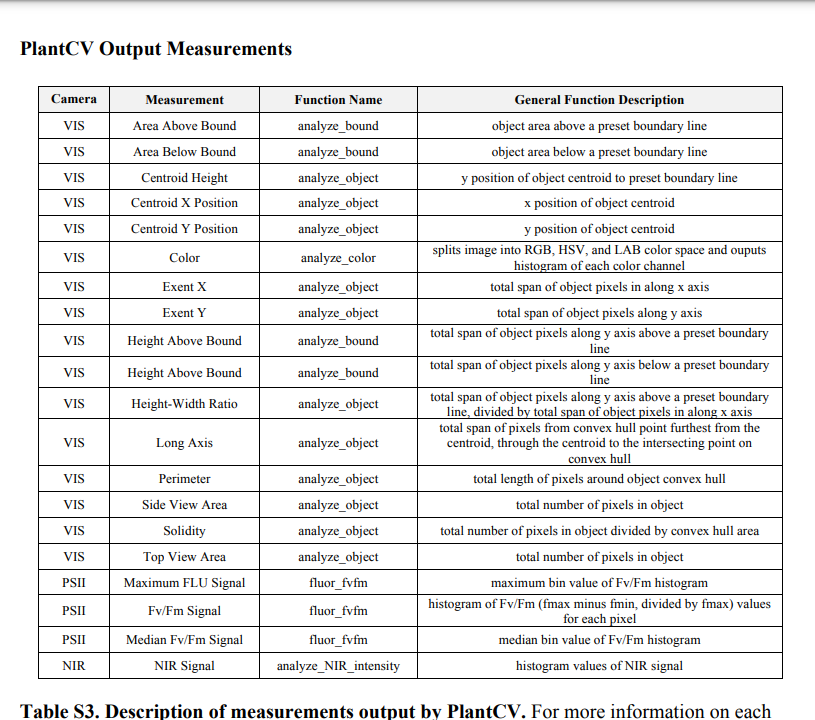 PlantCV Output Measurements
Camera Measurement Function Name General Function Description
VIS Area Above Bound analyze_bound object area above a preset boundary line
VIS Area Below Bound analyze_bound object area below a preset boundary line
VIS Centroid Height analyze_object y position of object centroid to preset boundary line
VIS Centroid X Position analyze_object x position of object centroid
VIS Centroid Y Position analyze_object y position of object centroid
VIS Color analyze_color splits image into RGB, HSV, and LAB color space and ouputs
histogram of each color channel
VIS Exent X analyze_object total span of object pixels in along x axis
VIS Exent Y analyze_object total span of object pixels along y axis
VIS Height Above Bound analyze_bound total span of object pixels along y axis above a preset boundary
line
VIS Height Above Bound analyze_bound total span of object pixels along y axis below a preset boundary
line
VIS Height-Width Ratio analyze_object total span of object pixels along y axis above a preset boundary
line, divided by total span of object pixels in along x axis
VIS Long Axis analyze_object total span of pixels from convex hull point furthest from the
centroid, through the centroid to the intersecting point on
convex hull
VIS Perimeter analyze_object total length of pixels around object convex hull
VIS Side View Area analyze_object total number of pixels in object
VIS Solidity analyze_object total number of pixels in object divided by convex hull area
VIS Top View Area analyze_object total number of pixels in object
PSII Maximum FLU Signal fluor_fvfm maximum bin value of Fv/Fm histogram
PSII Fv/Fm Signal fluor_fvfm histogram of Fv/Fm (fmax minus fmin, divided by fmax) values
for each pixel
PSII Median Fv/Fm Signal fluor_fvfm median bin value of Fv/Fm histogram
NIR NIR Signal analyze_NIR_intensity histogram values of NIR signal
Table S3. Description of measurements output by PlantCV. For more information on each